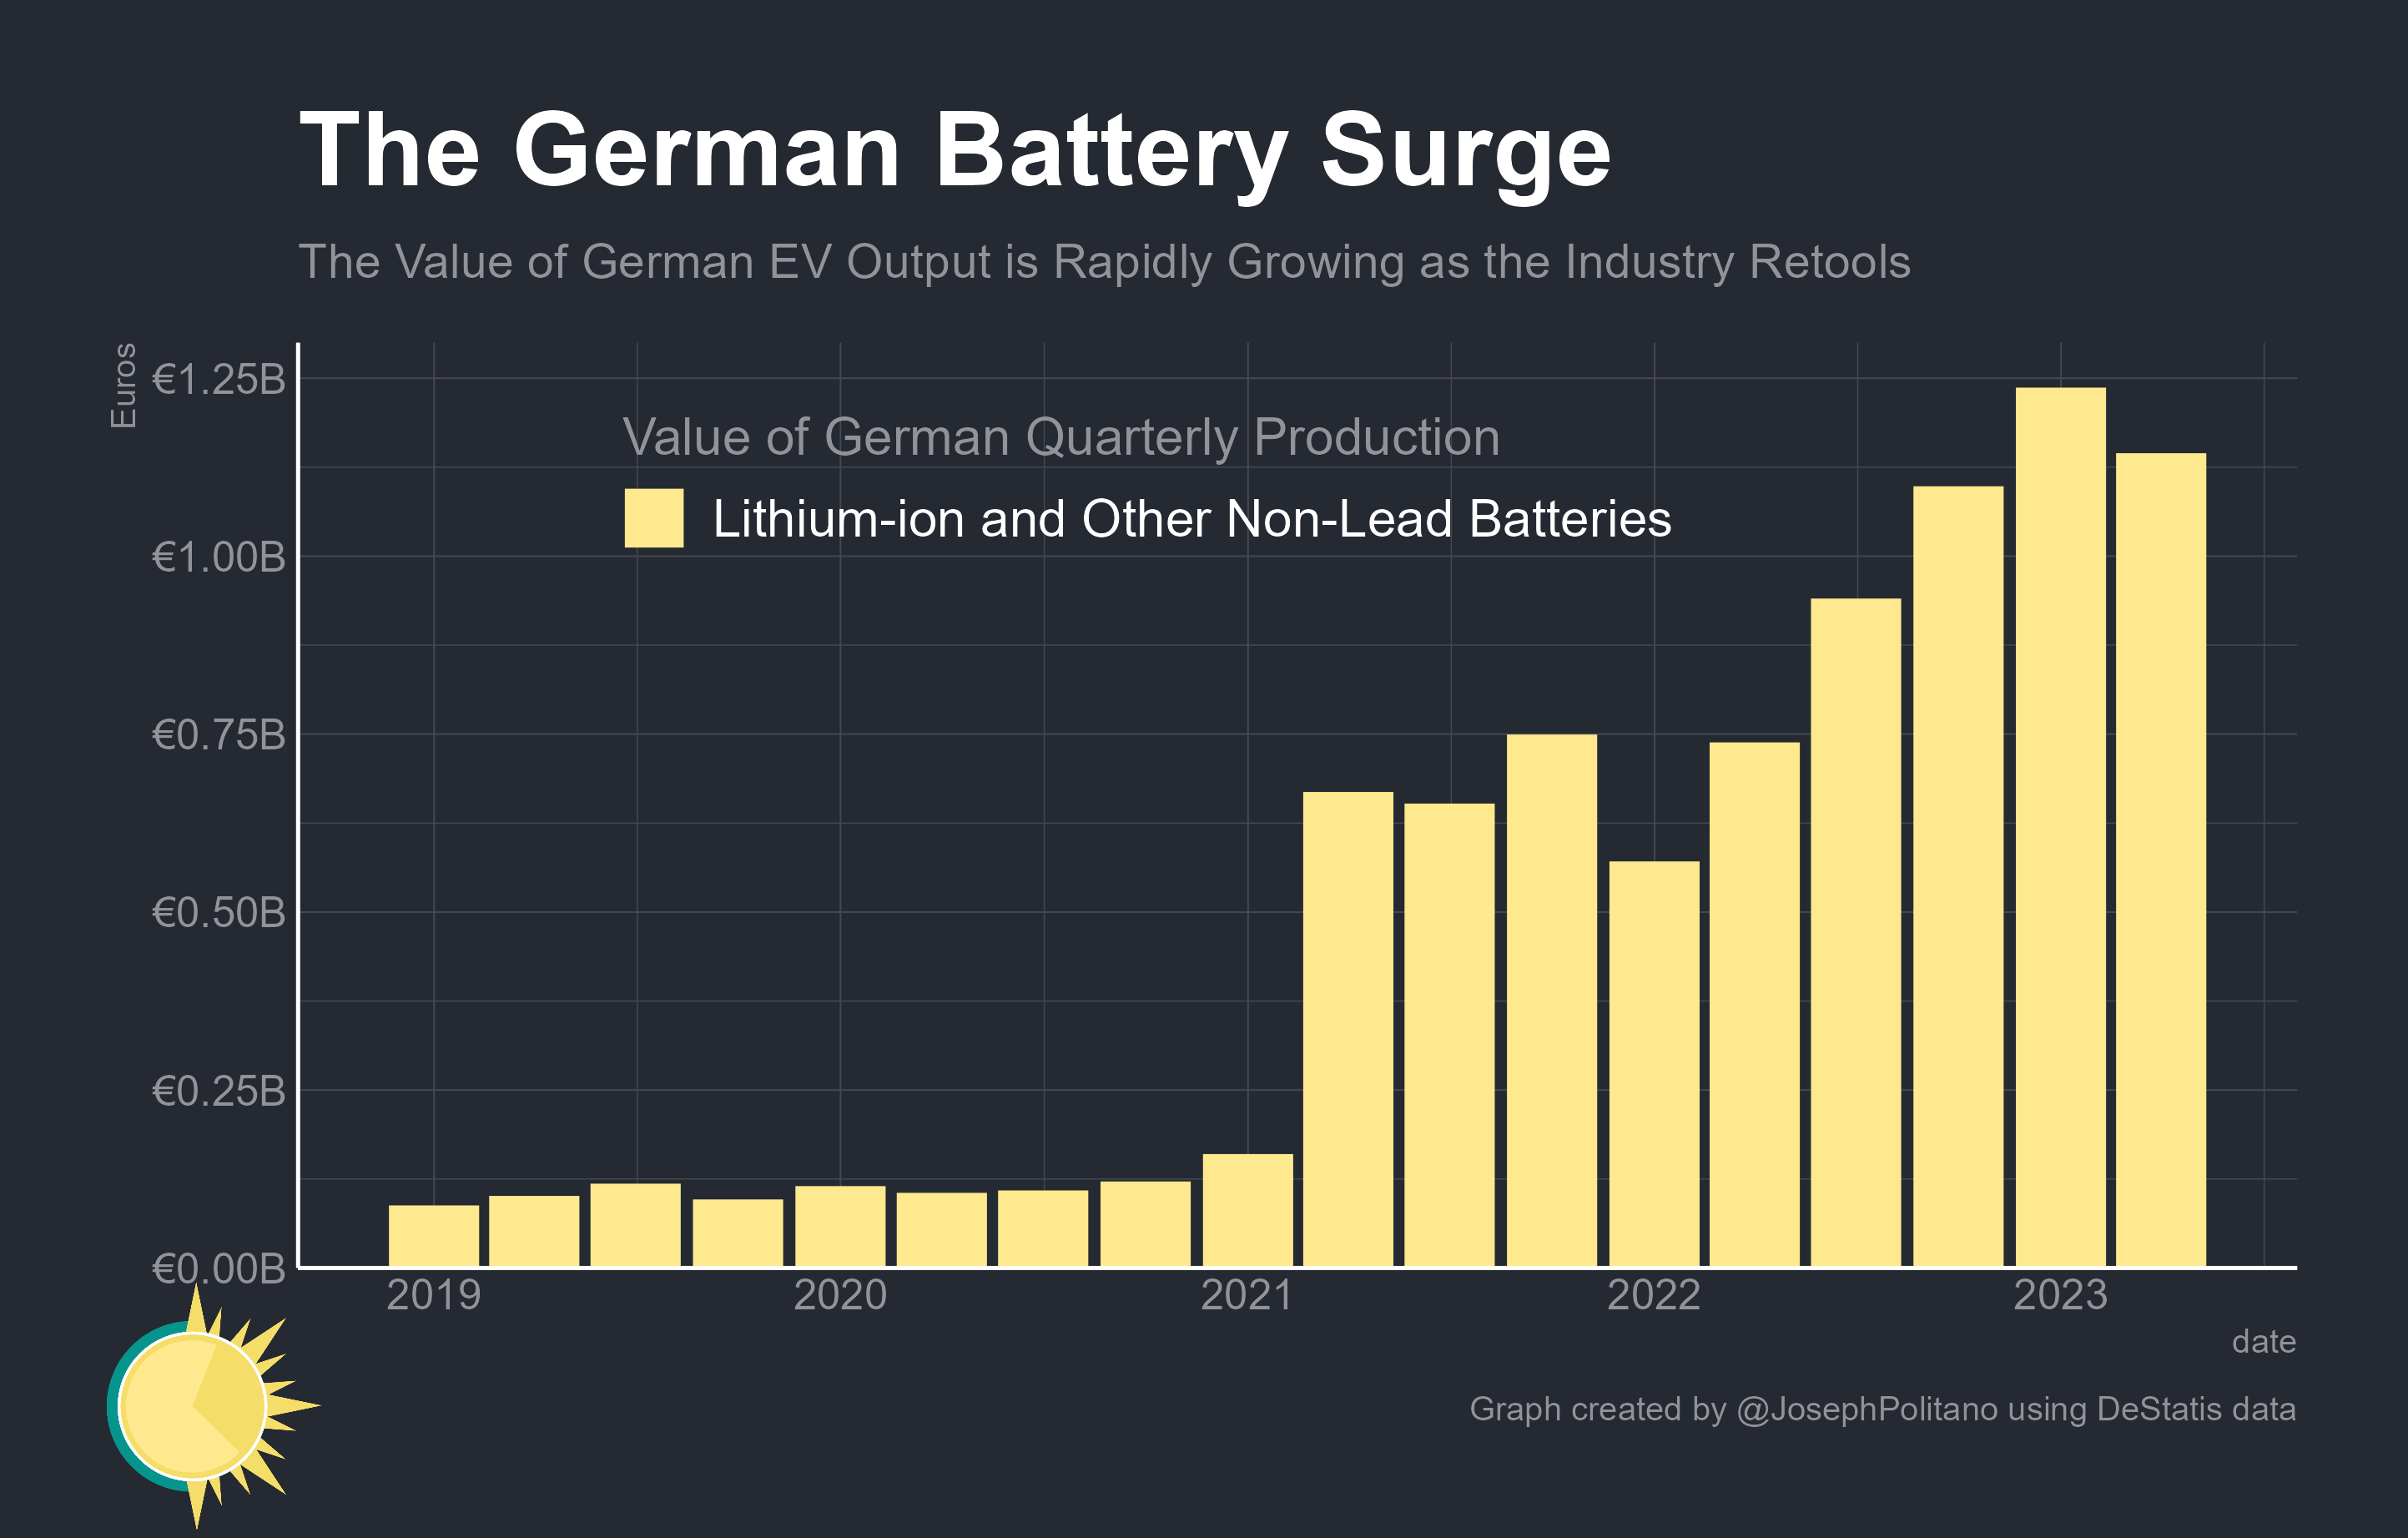 The German Battery Surge
The Value of German EV Output is Rapidly Growing as the Industry Retools
Euros
€1.25B
€1.00B
€0.75B
€0.50B
€0.25B
€0.00B
Value of German Quarterly Production
Lithium-ion and Other Non-Lead Batteries
2019 2020 2021 2022 2023
date
Graph created by @JosephPolitano using DeStatis data